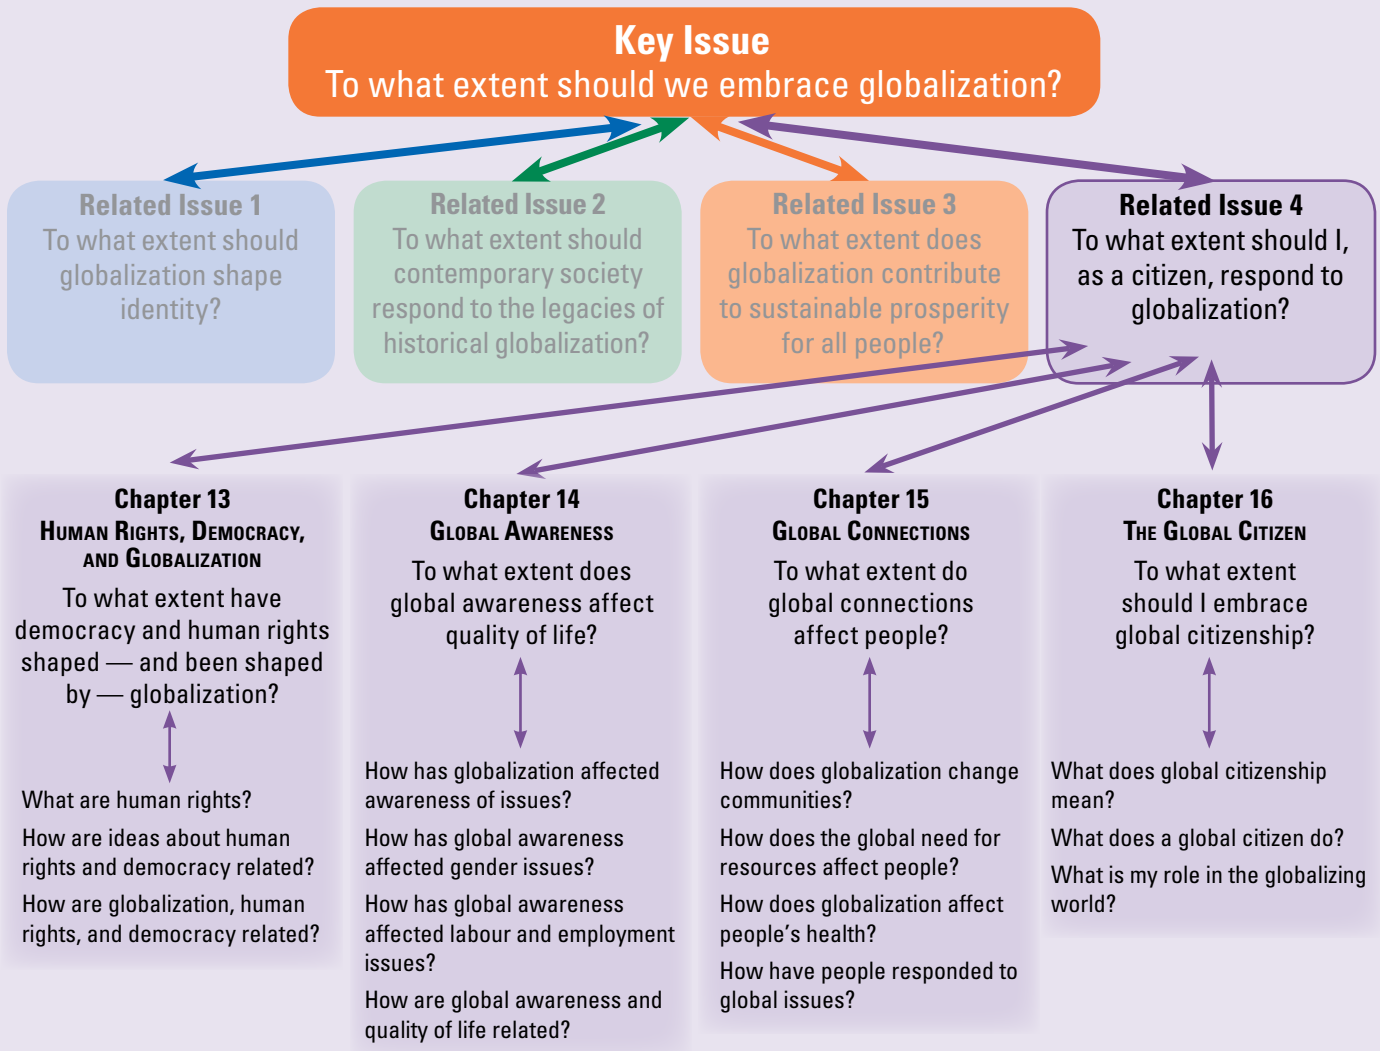 Key Issue
To what extent should we embrace globalization?
Related Issue 1
To what extent should
globalization shape
identity?
Related Issue 2
To what extent should
contemporary society
respond to the legacies of
historical globalization?
Related Issue 3
To what extent does
globalization contribute
to sustainable prosperity
for all people?
Related Issue 4
To what extent should I,
as a citizen, respond to
globalization?
Chapter 13
HUMAN RIGHTS, DEMOCRACY,
AND GLOBALIZATION
To what extent have
democracy and human rights
shaped — and been shaped
by — globalization?
What are human rights?
How are ideas about human
rights and democracy related?
How are globalization, human
rights, and democracy related?
Chapter 14
GLOBAL AWARENESS
To what extent does
global awareness affect
quality of life?
How has globalization affected
awareness of issues?
How has global awareness
affected gender issues?
How has global awareness
affected labour and employment
issues?
How are global awareness and
quality of life related?
Chapter 15
GLOBAL CONNECTIONS
To what extent do
global connections
affect people?
How does globalization change
communities?
How does the global need for
resources affect people?
How does globalization affect
people’s health?
How have people responded to
global issues?
Chapter 16
THE GLOBAL CITIZEN
To what extent
should I embrace
global citizenship?
What does global citizenship
mean?
What does a global citizen do?
What is my role in the globalizing
world?